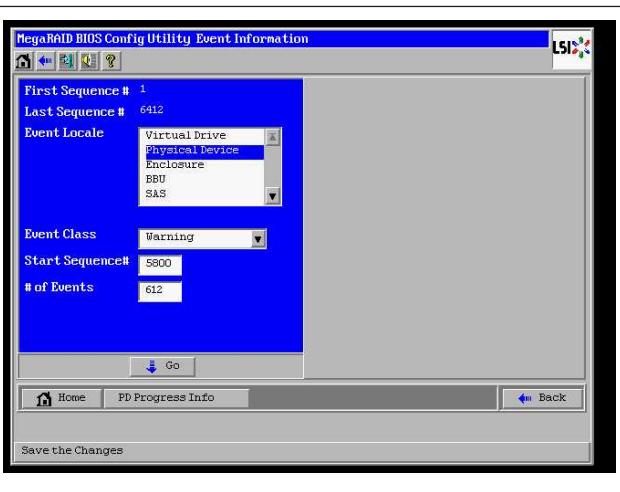 MegaRAID BIOS Config Utility Event Information
LSI
First Sequence # 1
Last Sequence # 6412
Event Locale
Virtual Drive
Physical Device
Enclosure
BBU
SAS
Event Class Warning
Start Sequence# 5800
# of Events 612
Go
Home PD Progress Info Back
Save the Changes